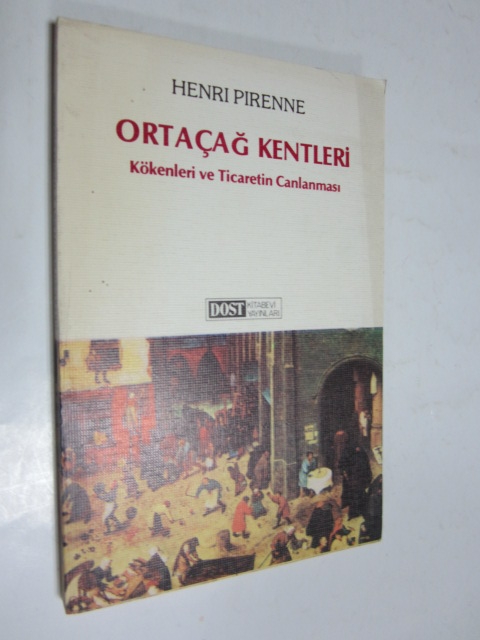 HENRI PIRENNE
ORTAÇAĞ KENTLERİ
Kökenleri ve Ticaretin Canlanması
DOST KİTABEVİ
YAYINLARI